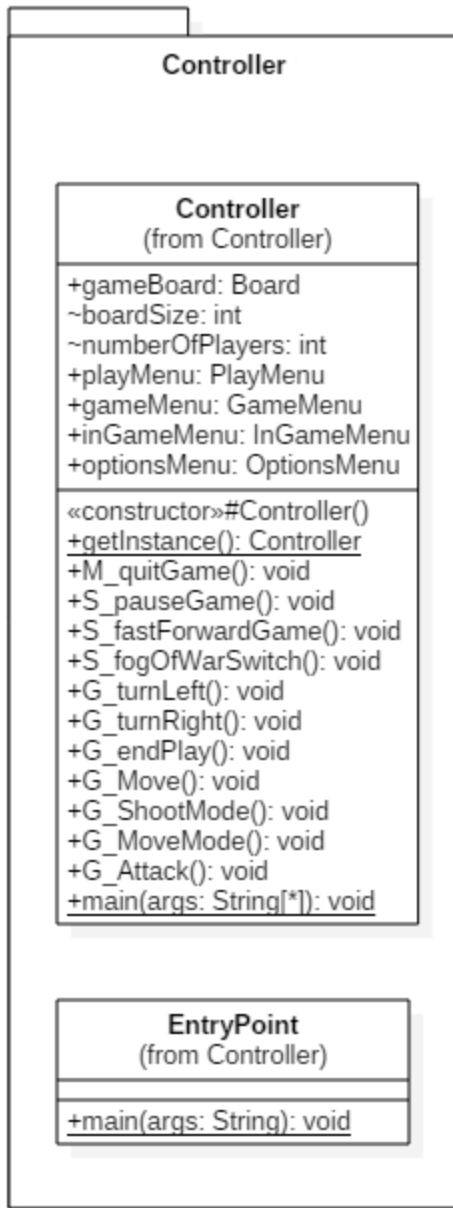 Controller
Controller
(from Controller)
+gameBoard: Board
~boardSize: int
~numberOfPlayers: int
+playMenu: PlayMenu
+gameMenu: GameMenu
+inGameMenu: InGameMenu
+optionsMenu: OptionsMenu
«constructor»#Controller()
+getInstance(): Controller
+M_quitGame(): void
+S_pauseGame(): void
+S_fastForwardGame(): void
+S_fogOfWarSwitch(): void
+G_turnLeft(): void
+G_turnRight(): void
+G_endPlay(): void
+G_Move(): void
+G_ShootMode(): void
+G_MoveMode(): void
+G_Attack(): void
+main(args: String[*]): void
EntryPoint
(from Controller)
+main(args: String): void